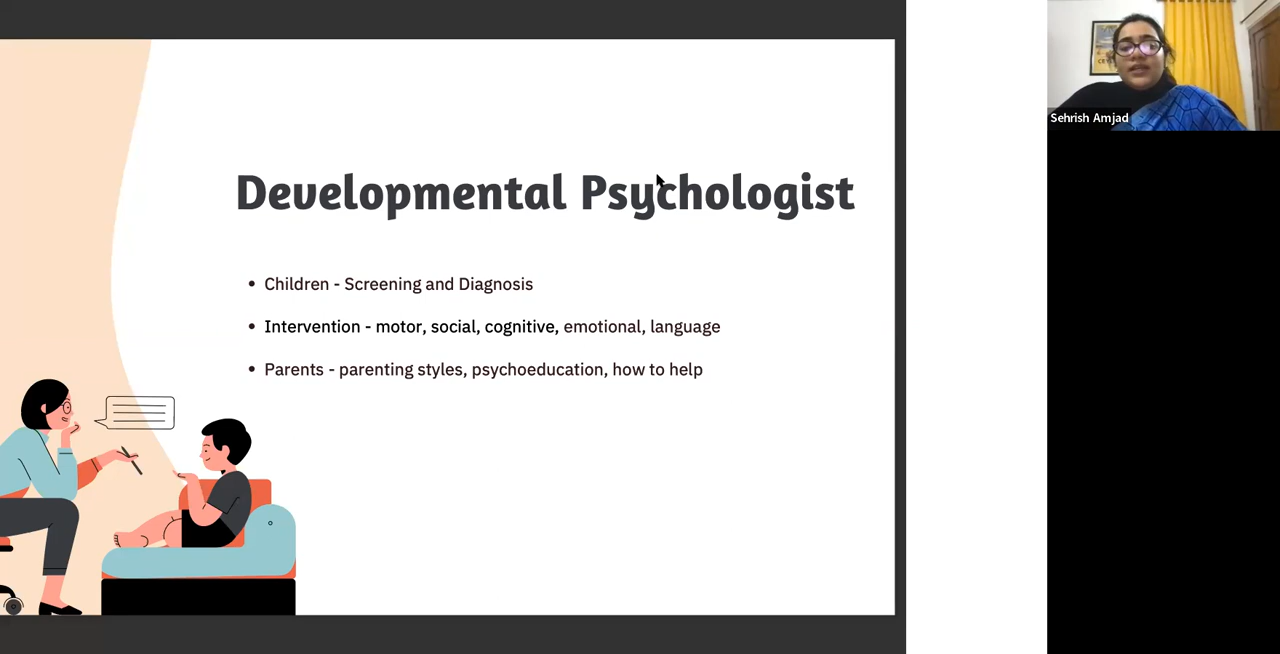 Developmental Psychologist
• Children - Screening and Diagnosis
• Intervention - motor, social, cognitive, emotional, language
• Parents - parenting styles, psychoeducation, how to help
Sehrish Amjad